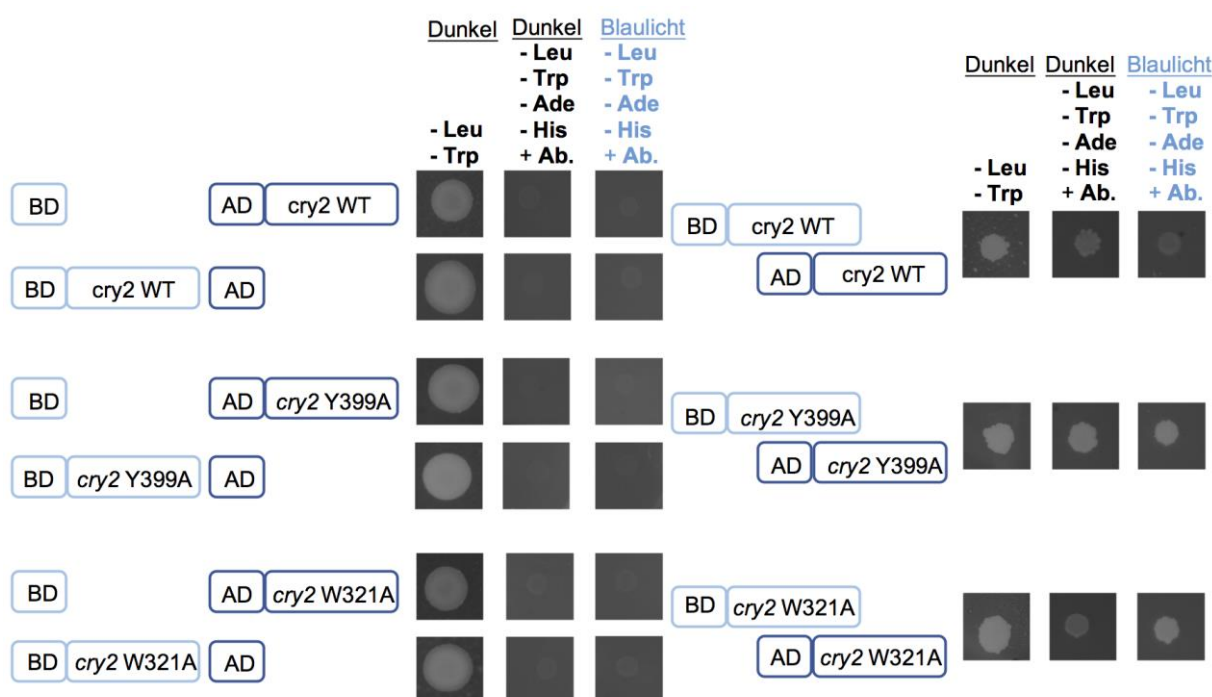 Dunkel Dunkel Blaulicht
- Leu - Leu
- Trp - Trp
- Ade - Ade
- Leu - His - His
- Trp + Ab. + Ab.
BD AD cry2 WT
BD cry2 WT AD
BD AD cry2 Y399A
BD cry2 Y399A AD
BD AD cry2 W321A
BD cry2 W321A AD
Dunkel Dunkel Blaulicht
- Leu - Leu
- Trp - Trp
- Ade - Ade
- Leu - His - His
- Trp + Ab. + Ab.
BD cry2 WT
AD cry2 WT
BD cry2 Y399A
AD cry2 Y399A
BD cry2 W321A
AD cry2 W321A